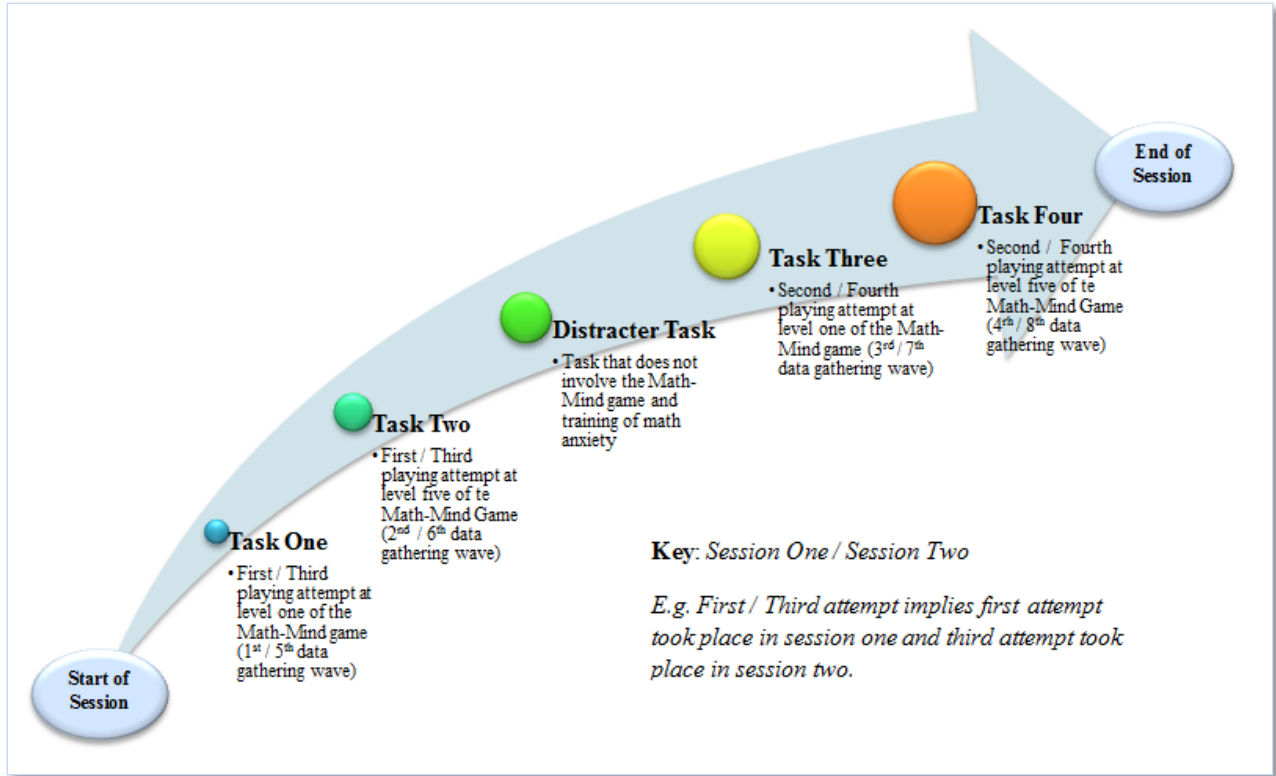 Start of
Session
Task One
• First / Third
playing attempt at
level one of the
Math-Mind game
(1st / 5th data
gathering wave)
Task Two
• First / Third
playing attempt at
level five of te
Math-Mind Game
(2nd / 6th data
gathering wave)
Distracter Task
• Task that does not
involve the Math-
Mind game and
training of math
anxiety
Task Three
• Second / Fourth
playing attempt at
level one of the Math-
Mind game (3rd / 7th
data gathering wave)
Task Four
• Second / Fourth
playing attempt at
level five of te
Math-Mind Game
(4rh / 8th data
gathering wave)
End of
Session
Key: Session One / Session Two
E.g. First / Third attempt implies first attempt
took place in session one and third attempt took
place in session two.